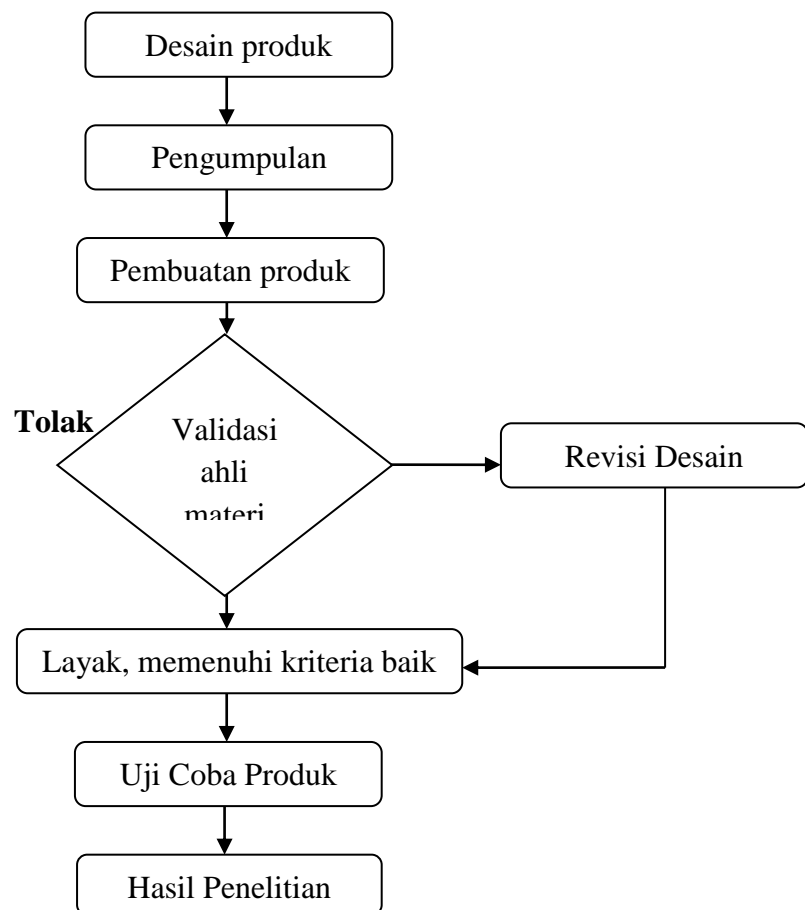 Desain produk
Pengumpulan
Pembuatan produk
Tolak
Validasi
ahli
materi
Revisi Desain
Layak, memenuhi kriteria baik
Uji Coba Produk
Hasil Penelitian